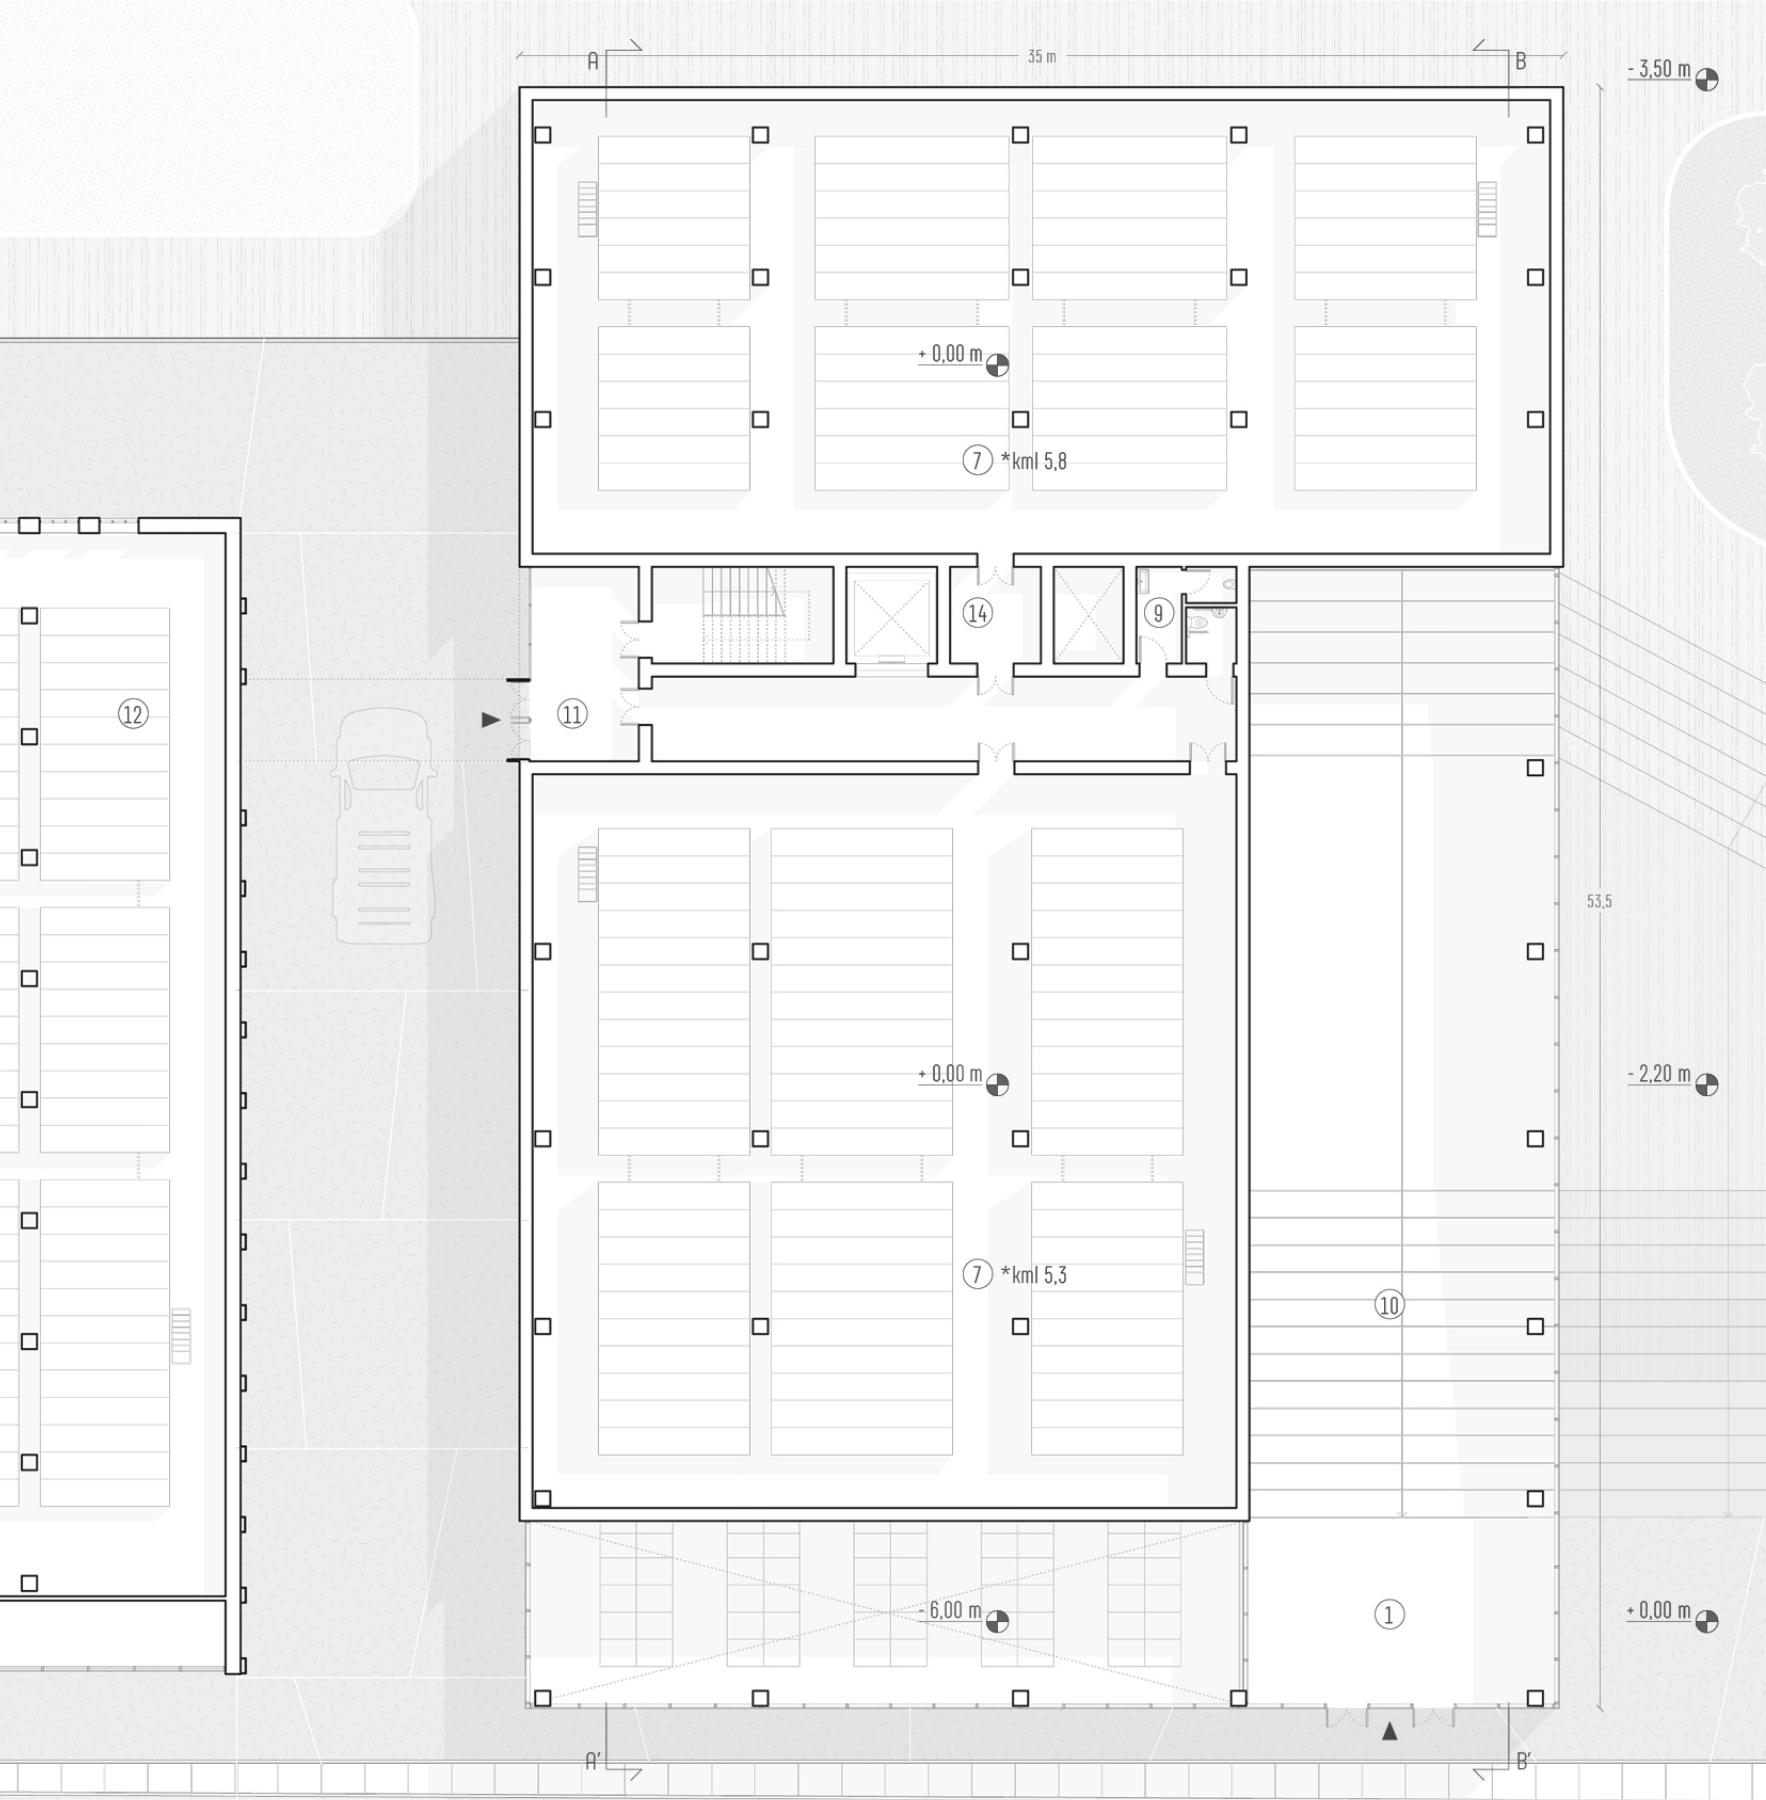 A
35 m
B
- 3,50 m
+ 0,00 m
7 *kml 5,8
14
9
12
11
53,5
+ 0,00 m
- 2,20 m
7 *kml 5,3
10
- 6,00 m
1
+ 0,00 m
A'
B'